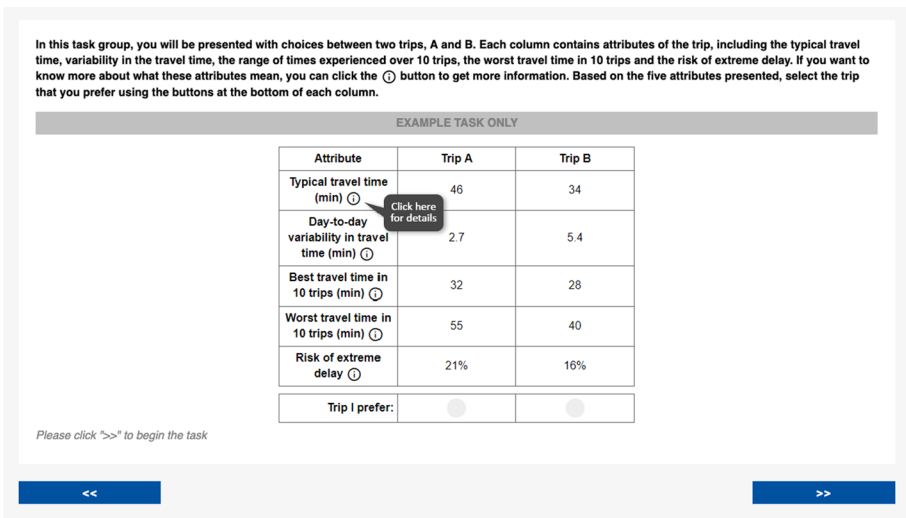 In this task group, you will be presented with choices between two trips, A and B. Each column contains attributes of the trip, including the typical travel
time, variability in the travel time, the range of times experienced over 10 trips, the worst travel time in 10 trips and the risk of extreme delay. If you want to
know more about what these attributes mean, you can click the ⓘ button to get more information. Based on the five attributes presented, select the trip
that you prefer using the buttons at the bottom of each column.
EXAMPLE TASK ONLY
Attribute Trip A Trip B
Typical travel time
(min) ⓘ 46 34
Click here
for details
Day-to-day
variability in travel
time (min) ⓘ 2.7 5.4
Best travel time in
10 trips (min) ⓘ 32 28
Worst travel time in
10 trips (min) ⓘ 55 40
Risk of extreme
delay ⓘ 21% 16%
Trip I prefer:
Please click ">>" to begin the task
<< >>